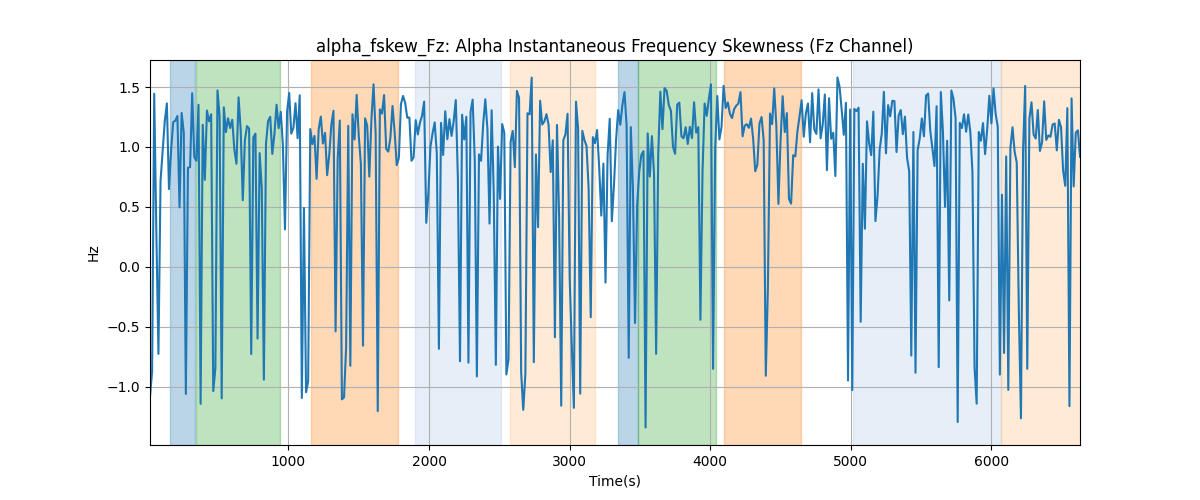 alpha_fskew_Fz: Alpha Instantaneous Frequency Skewness (Fz Channel)
1.5
1.0
0.5
0.0
−0.5
−1.0
Hz
1000 2000 3000 4000 5000 6000
Time(s)